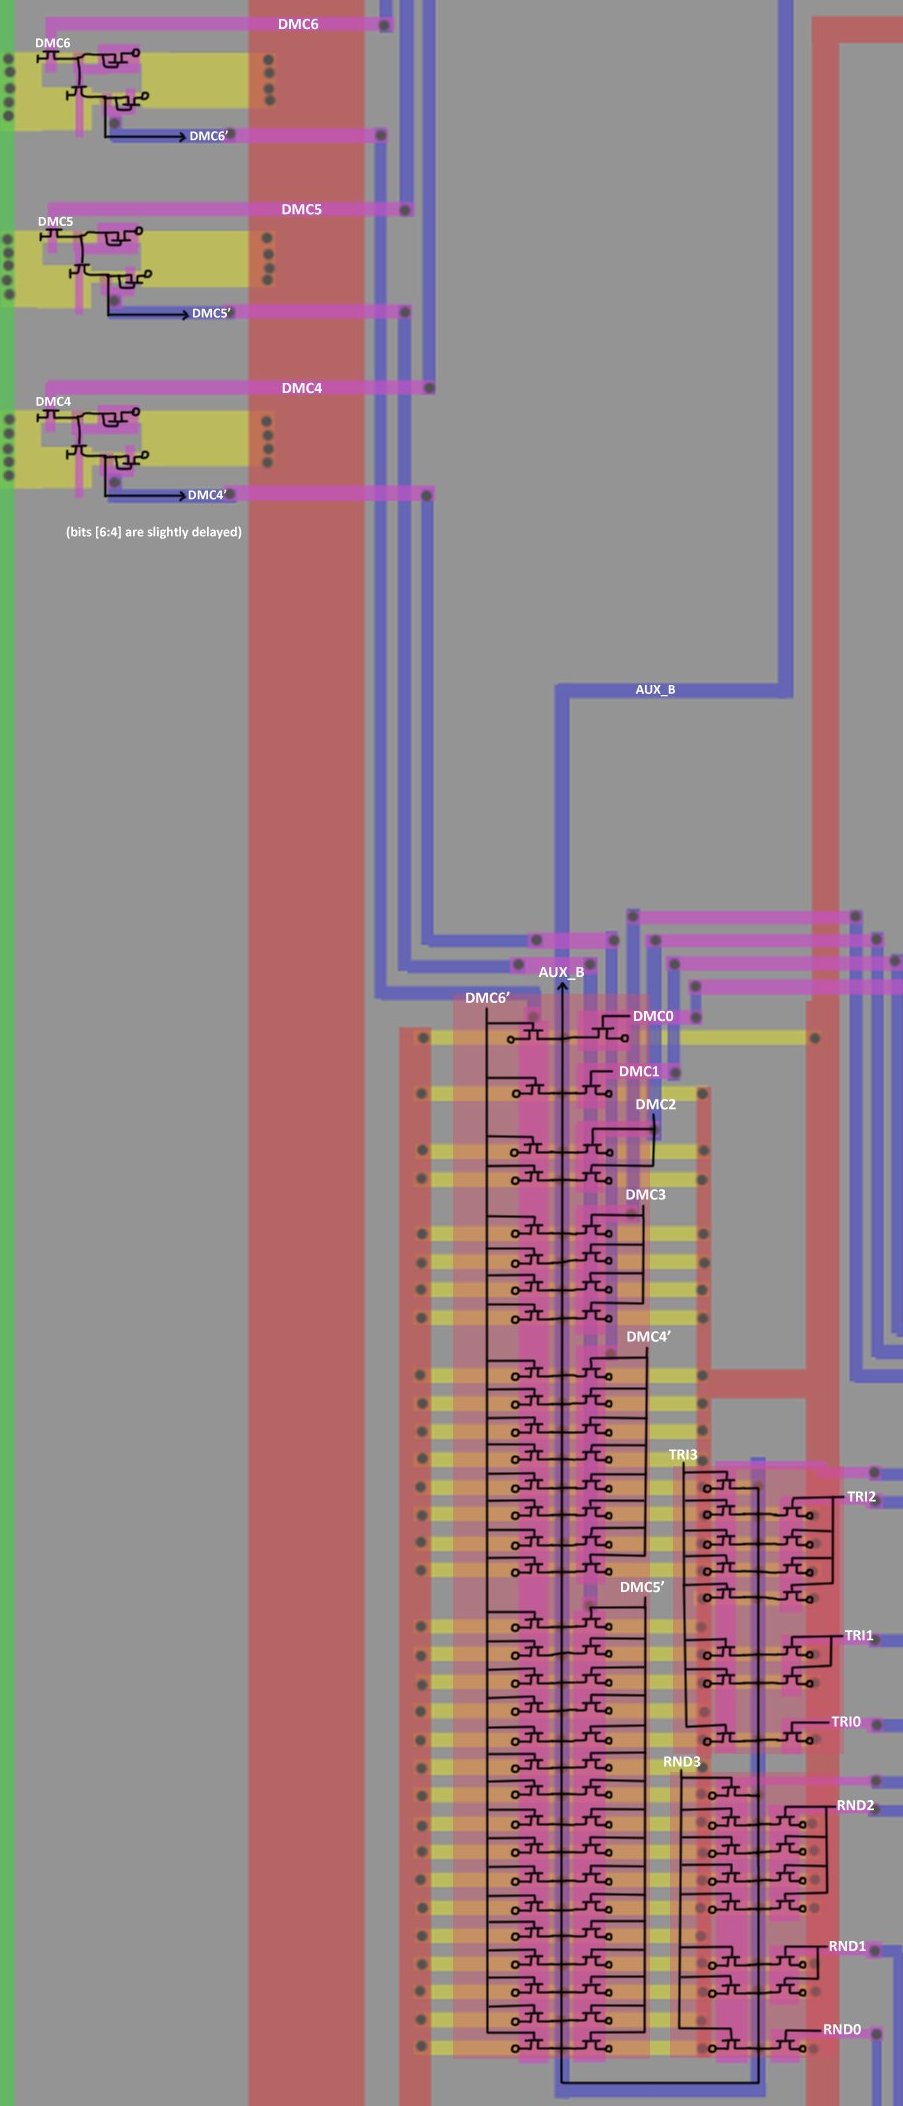 DMC6
DMC6
DMC6’
DMC5
DMC5
DMC5’
DMC4
DMC4
DMC4’
(bits [6:4] are slightly delayed)
AUX_B
AUX_B
DMC6’
DMC0
DMC1
DMC2
DMC3
DMC4’
TRI3
TRI2
DMC5’
TRI1
TRI0
RND3
RND2
RND1
RND0